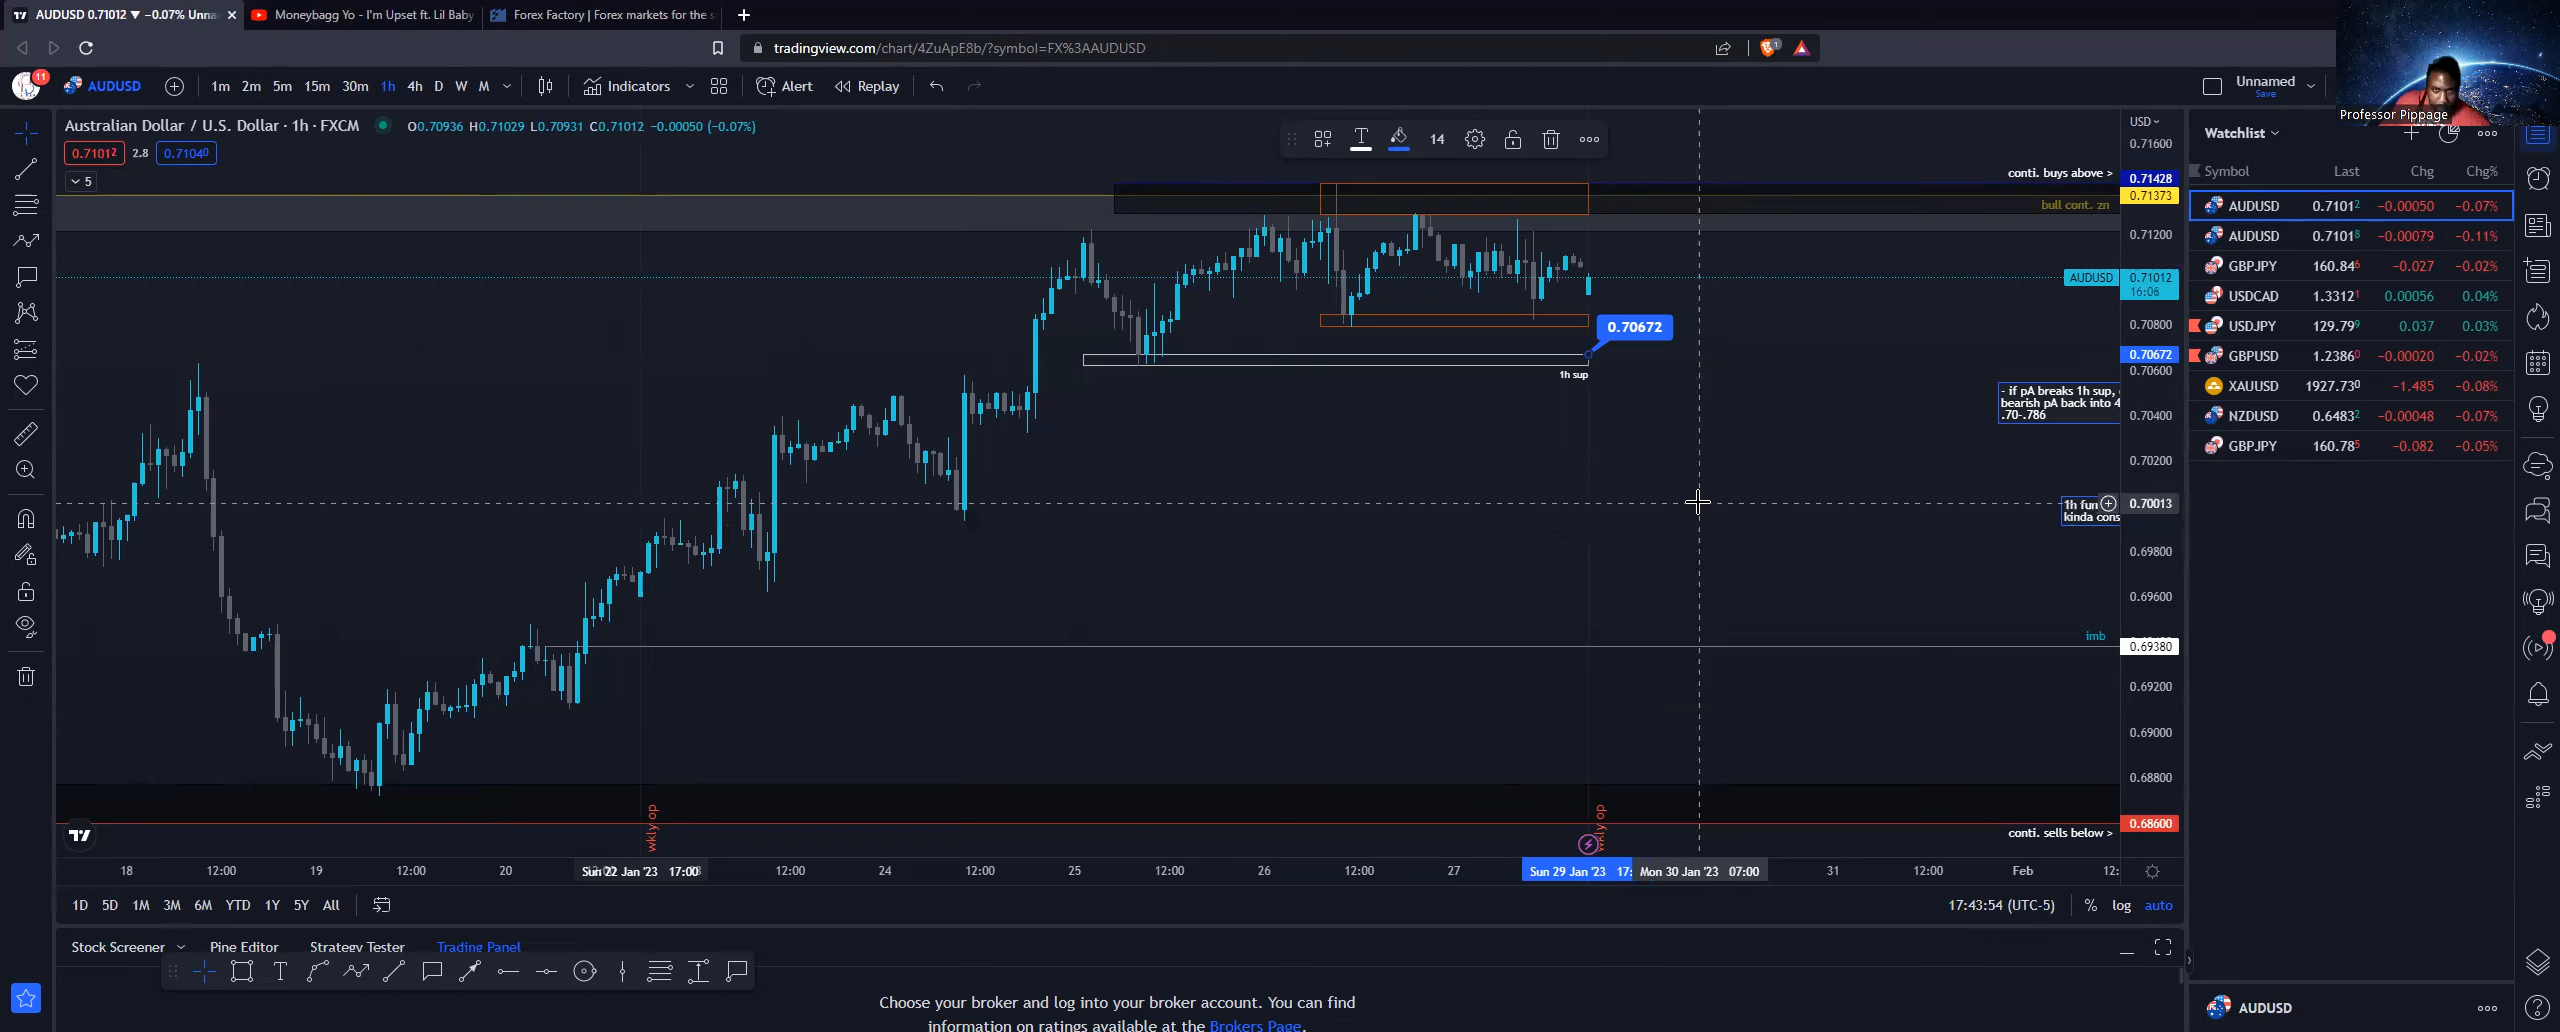 AUDUSD 0.71012 ▼ −0.07% Unna
Moneybagg Yo - I'm Upset ft. Lil Baby
Forex Factory | Forex markets for the s
tradingview.com/chart/4ZuApE8b/?symbol=FX%3AAUDUSD
11
AUDUSD
1m 2m 5m 15m 30m 1h 4h D W M
Indicators
Alert
Replay
Unnamed
Save
Professor Pippage
Australian Dollar / U.S. Dollar · 1h · FXCM
O0.70936 H0.71029 L0.70931 C0.71012 −0.00050 (−0.07%)
0.71012 2.8 0.71040
5
14
USD
0.71600
conti. buys above > 0.71428
0.71373
bull cont. zn
0.71200
AUDUSD 0.71012
16:06
0.70800
0.70672
0.70672
0.70600
1h sup
- if pA breaks 1h sup,
bearish pA back into 4
.70-.786
0.70400
0.70200
1h fun
kinda cons
0.70013
0.69800
0.69600
imb
0.69380
0.69200
0.69000
0.68800
wkly op
wkly op
0.68600
conti. sells below >
18 12:00 19 12:00 20 Sun 22 Jan '23 17:00 12:00 24 12:00 25 12:00 26 12:00 27 Sun 29 Jan '23 17: Mon 30 Jan '23 07:00 31 12:00 Feb 12:
1D 5D 1M 3M 6M YTD 1Y 5Y All
17:43:54 (UTC-5) % log auto
Stock Screener Pine Editor Strategy Tester Trading Panel
Choose your broker and log into your broker account. You can find
information on ratings available at the Brokers Page.
Watchlist
Symbol Last Chg Chg%
AUDUSD 0.71012 −0.00050 −0.07%
AUDUSD 0.71018 −0.00079 −0.11%
GBPJPY 160.846 −0.027 −0.02%
USDCAD 1.33121 0.00056 0.04%
USDJPY 129.799 0.037 0.03%
GBPUSD 1.23860 −0.00020 −0.02%
XAUUSD 1927.730 −1.485 −0.08%
NZDUSD 0.64832 −0.00048 −0.07%
GBPJPY 160.785 −0.082 −0.05%
AUDUSD